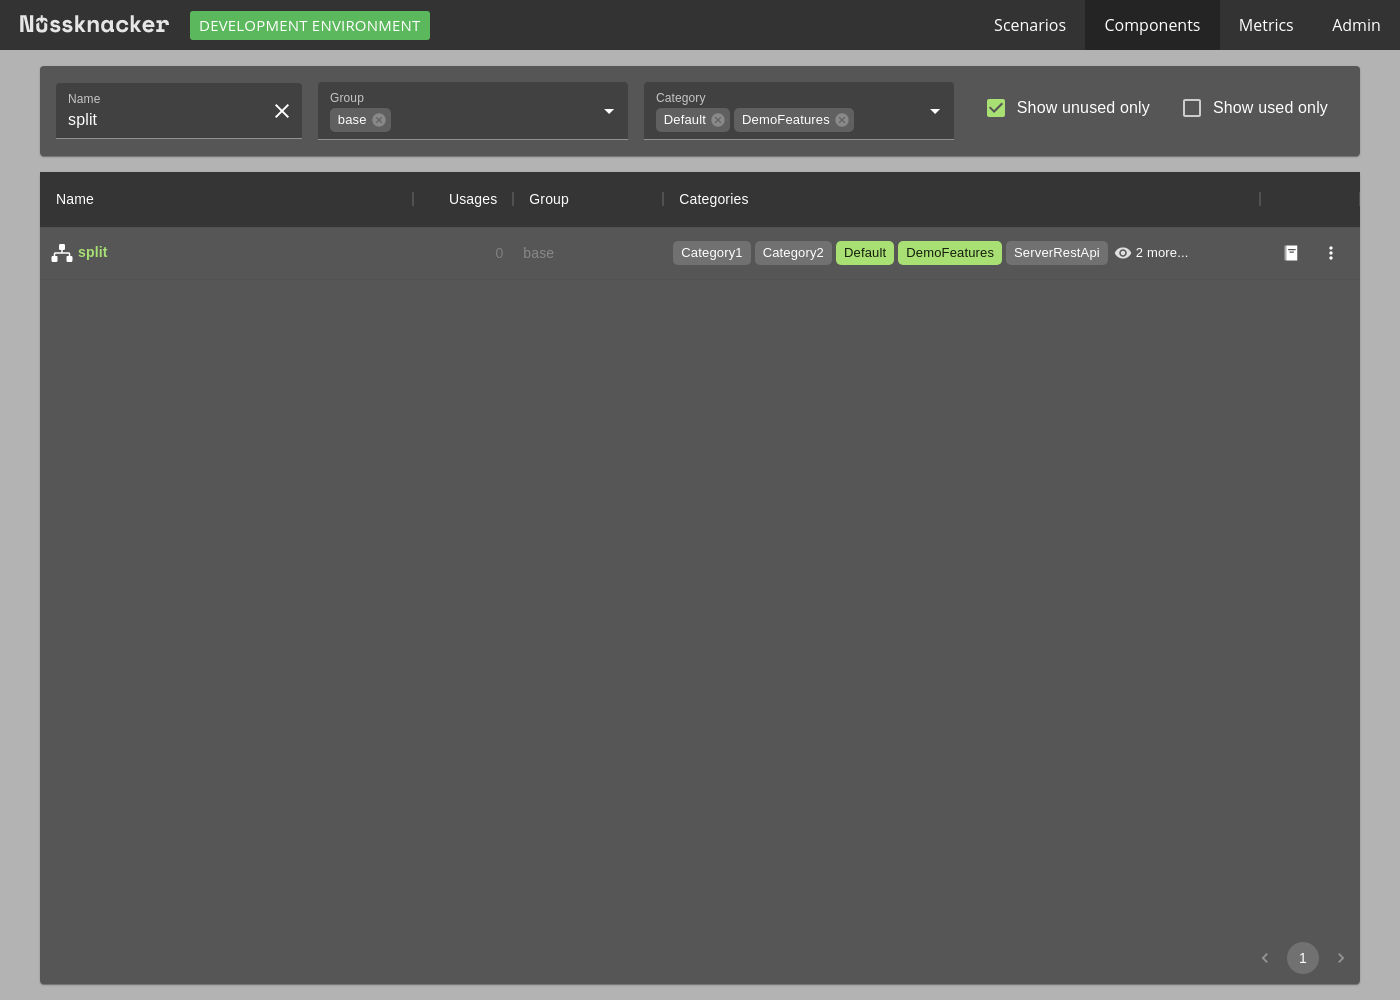 Nussknacker DEVELOPMENT ENVIRONMENT Scenarios Components Metrics Admin
Name
split
Group
base
Category
Default DemoFeatures
Show unused only
Show used only
Name Usages Group Categories
split 0 base Category1 Category2 Default DemoFeatures ServerRestApi 2 more...
1